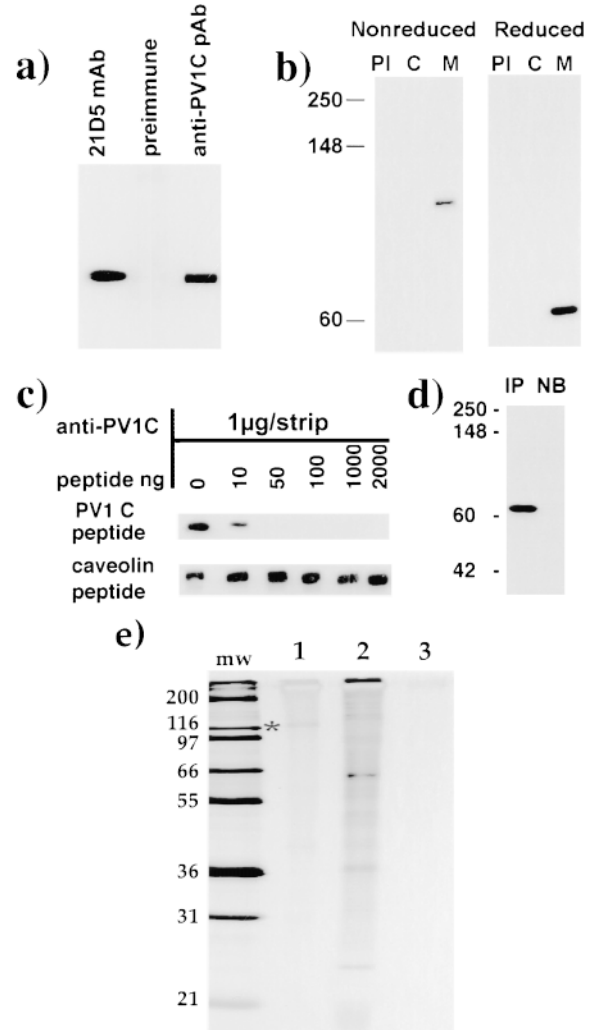 a)
21D5 mAb
preimmune
anti-PV1C pAb
b)
Nonreduced Reduced
PI C M PI C M
250
148
60
c)
anti-PV1C 1µg/strip
peptide ng 0 10 50 100 1000 2000
PV1 C
peptide
caveolin
peptide
d)
IP NB
250 -
148 -
60 -
42 -
e)
mw 1 2 3
200
116 *
97
66
55
36
31
21